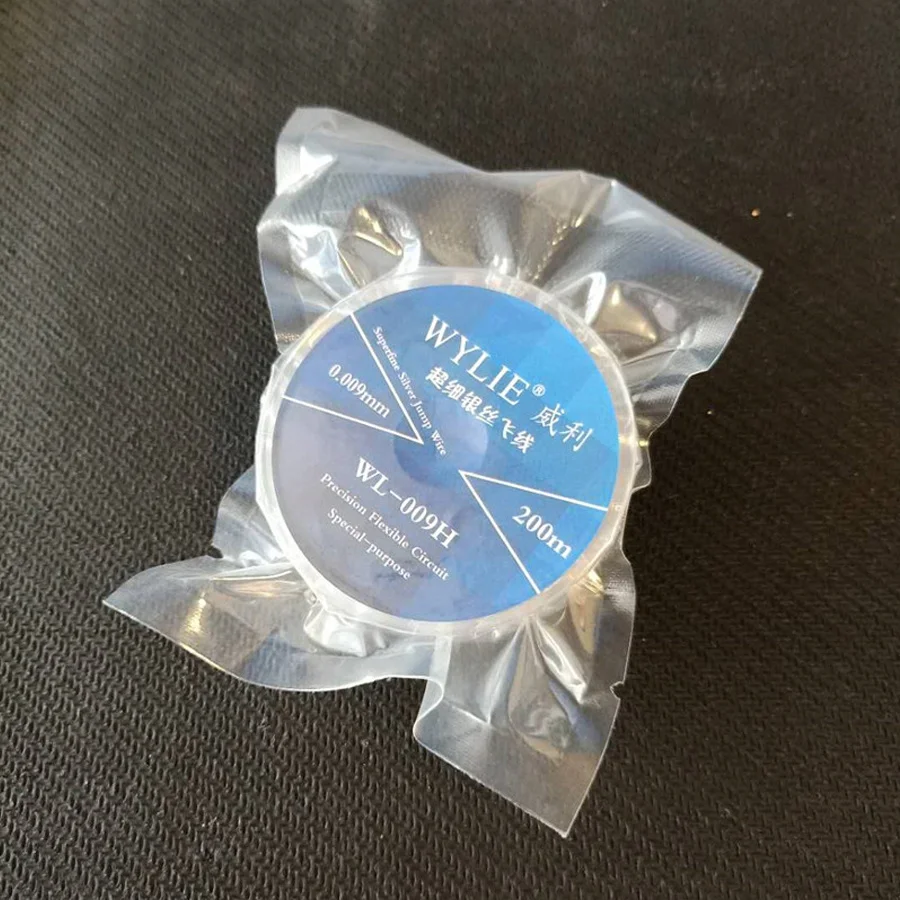 WYLIE® 威利
超细银丝飞线
Superfine Silver Jump Wire
0.009mm
200m
WL-009H
Precision Flexible Circuit
Special-purpose